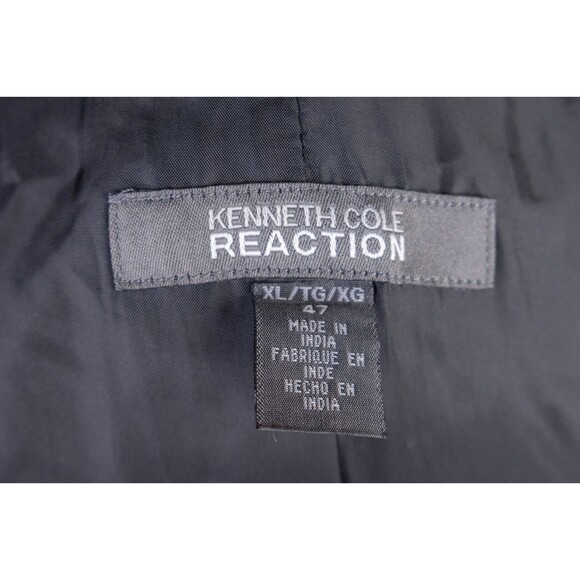 KENNETH COLE
REACTION
XL/TG/XG
47
MADE IN
INDIA
FABRIQUE EN
INDE
HECHO EN
INDIA